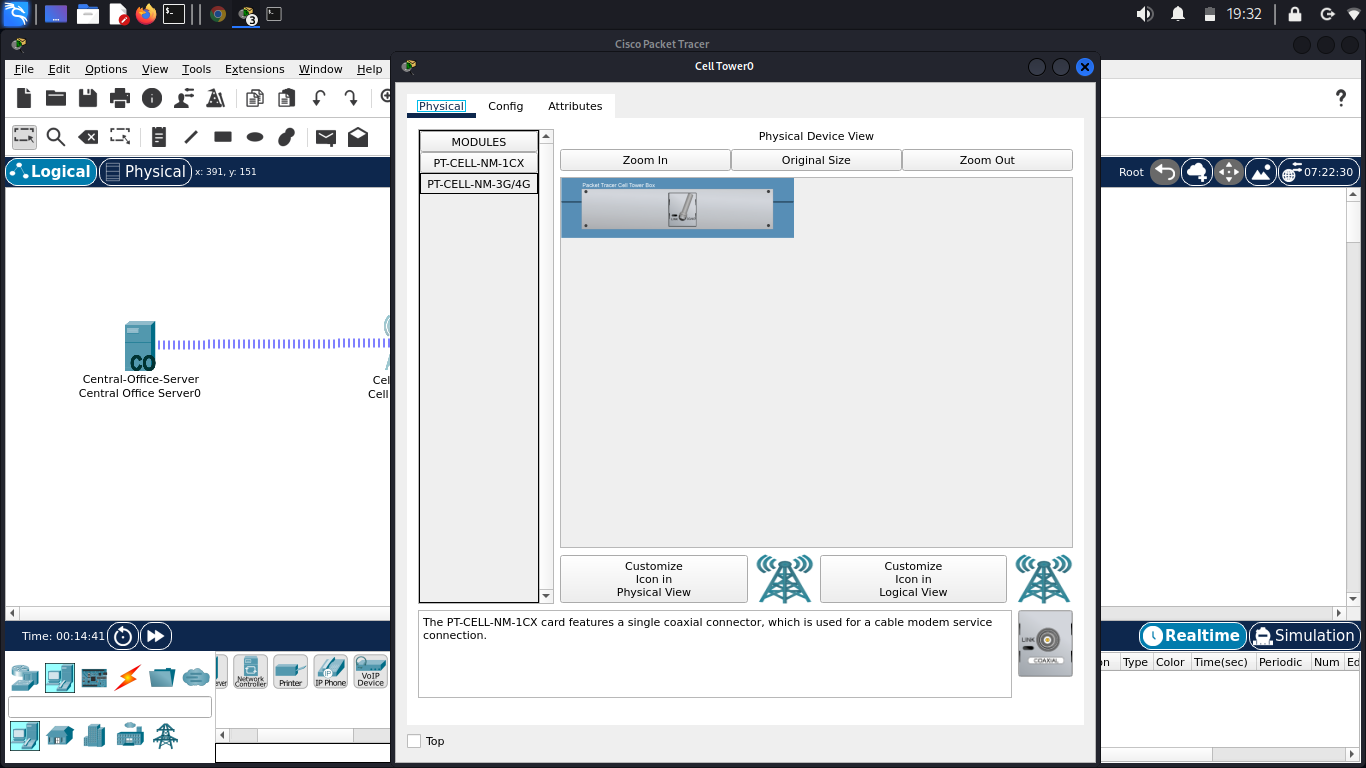 19:32
3
Cisco Packet Tracer
File Edit Options View Tools Extensions Window Help
Cell Tower0
Physical Config Attributes
MODULES
PT-CELL-NM-1CX
PT-CELL-NM-3G/4G
Physical Device View
Zoom In Original Size Zoom Out
Packet Tracer Cell Tower Box
?
Logical Physical x: 391, y: 151
Root 07:22:30
CO
Central-Office-Server
Central Office Server0
Cel
Cell
Customize
Icon in
Physical View
Customize
Icon in
Logical View
The PT-CELL-NM-1CX card features a single coaxial connector, which is used for a cable modem service
connection.
LINK
COAXIAL
Time: 00:14:41
Realtime Simulation
on Type Color Time(sec) Periodic Num Ed
Network
Controller
Printer
IP
IP Phone
VoIP
Device
Top